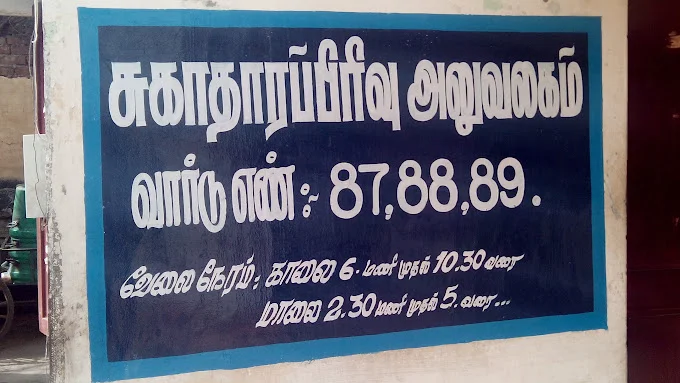 சுகாதாரப்பிரிவு அனுவலகம்
வார்டு எண் :- 87,88,89.
வேலை நேரம்: காலை 6. மணி முதல் 10.30 வரை
மாலை 2.30 மணி முதல் 5. வரை...